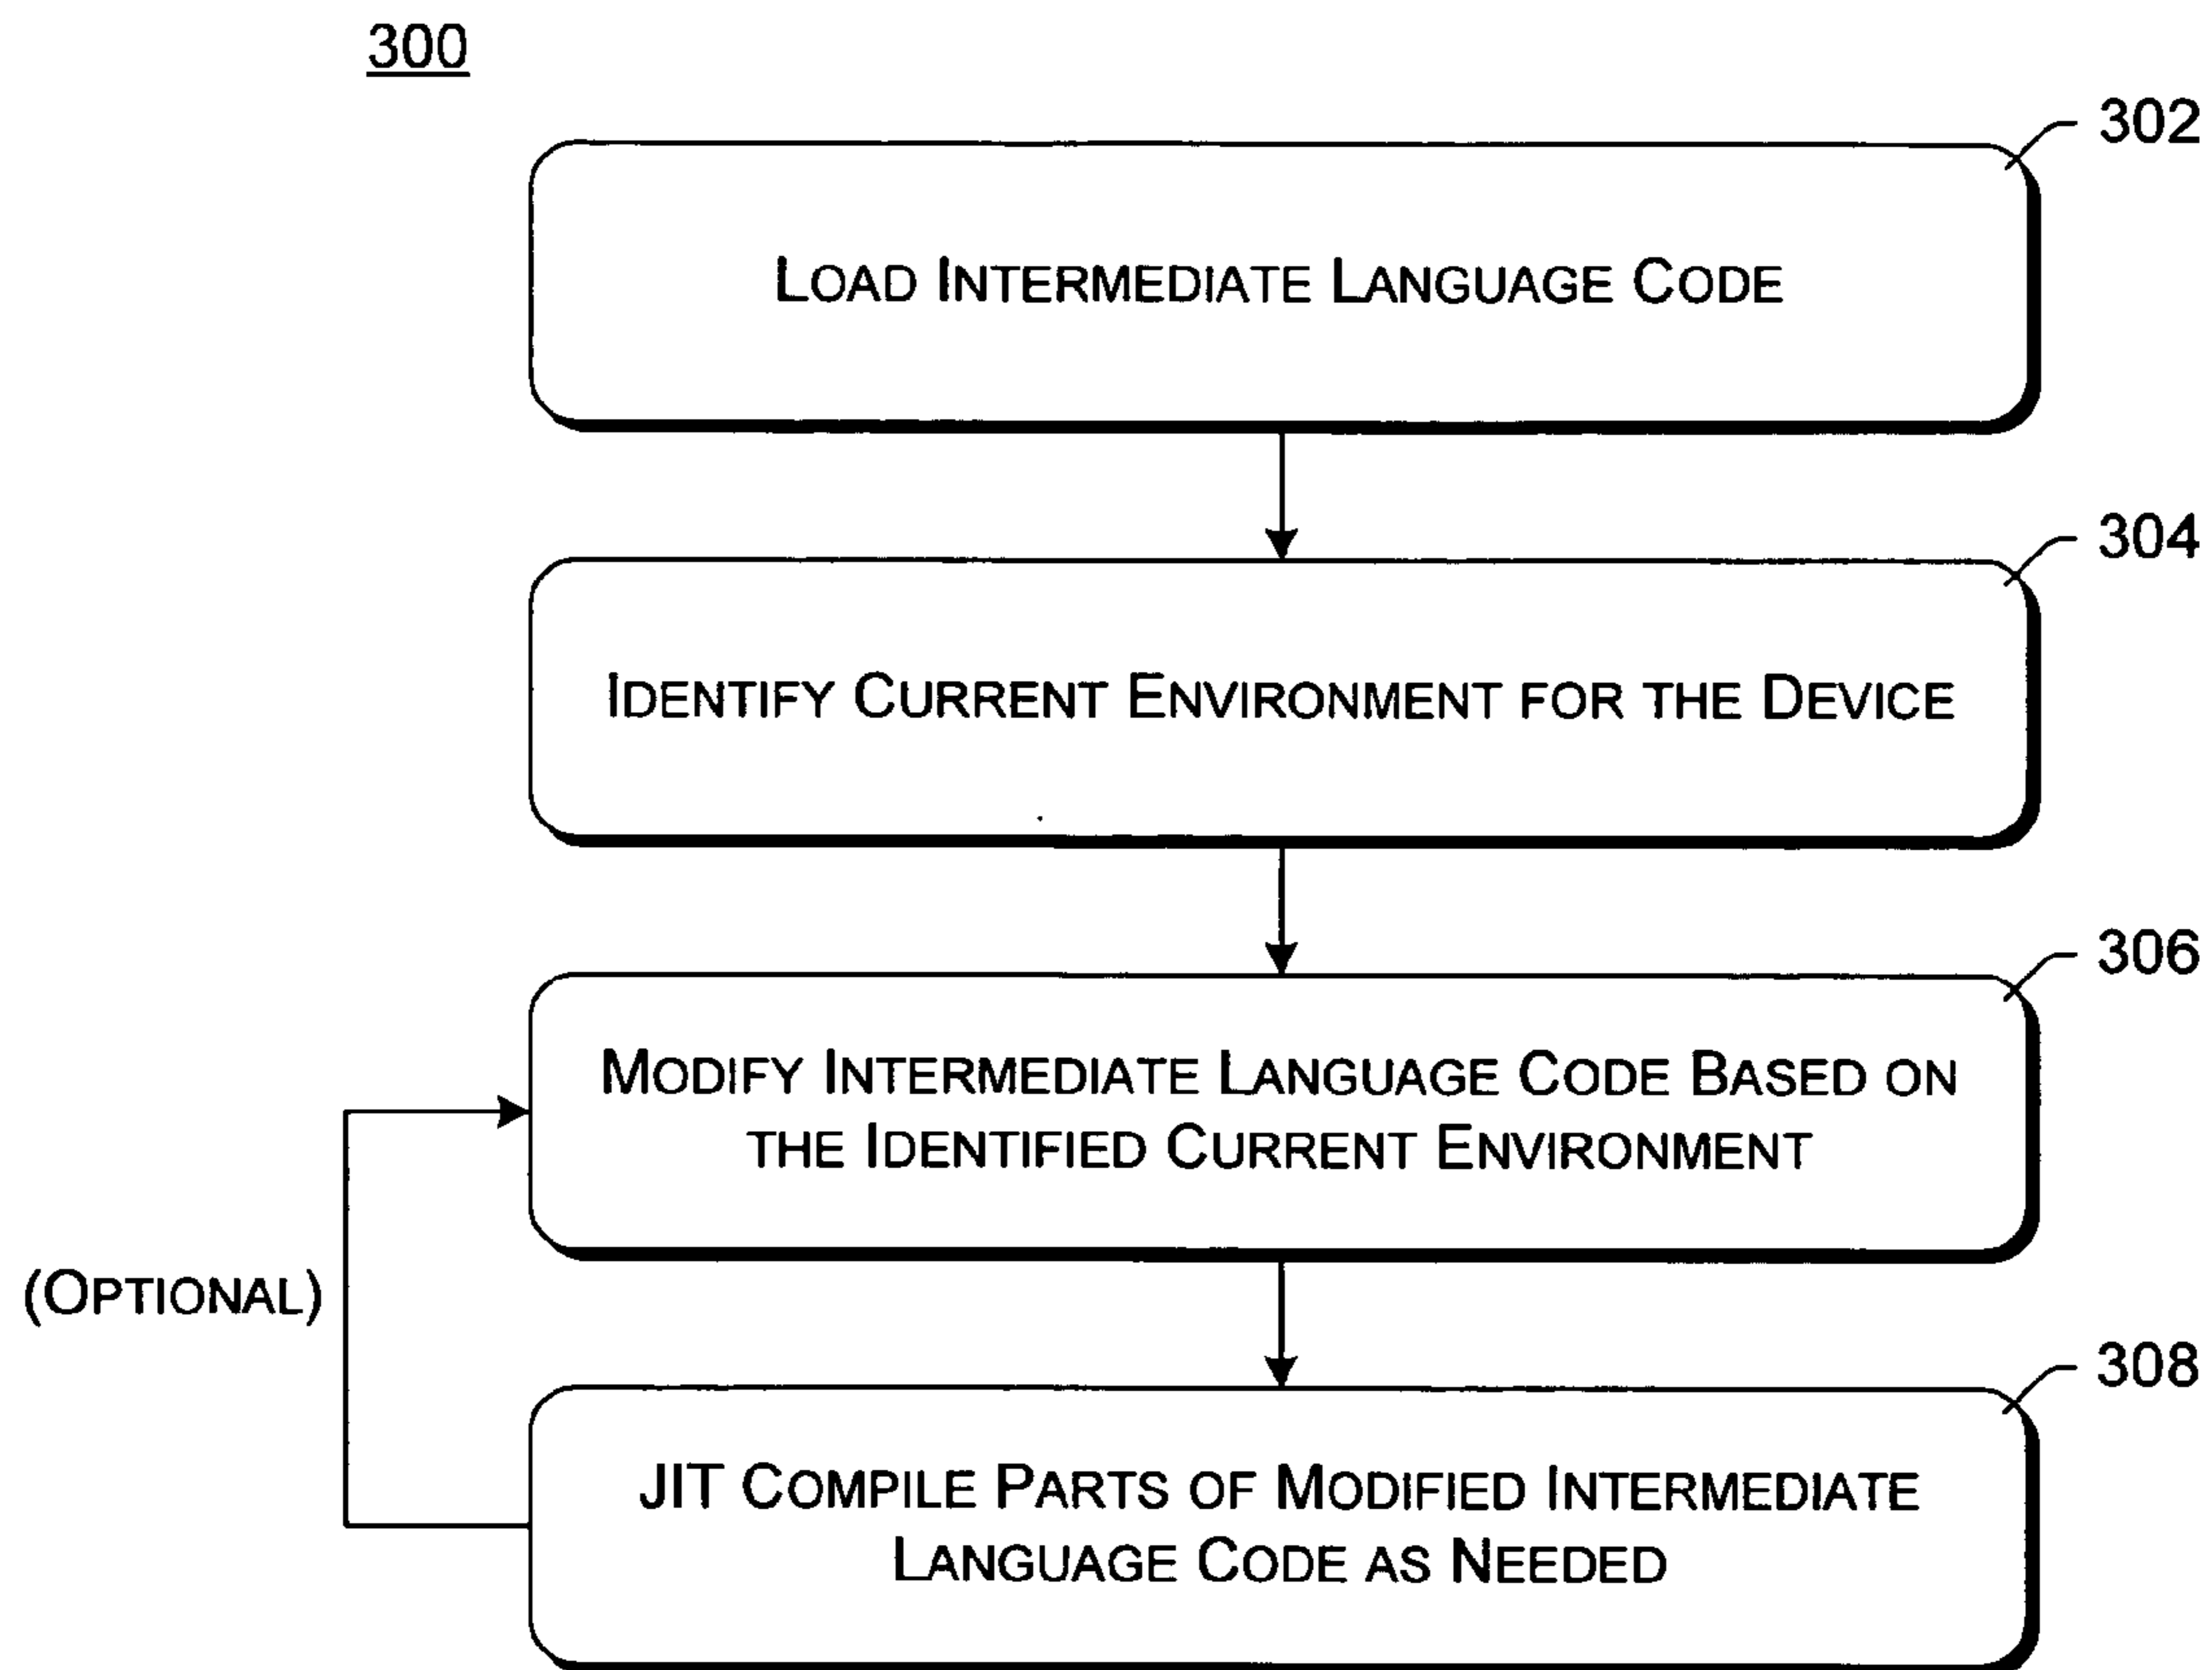 300
302
LOAD INTERMEDIATE LANGUAGE CODE
304
IDENTIFY CURRENT ENVIRONMENT FOR THE DEVICE
306
MODIFY INTERMEDIATE LANGUAGE CODE BASED ON
THE IDENTIFIED CURRENT ENVIRONMENT
(OPTIONAL)
308
JIT COMPILE PARTS OF MODIFIED INTERMEDIATE
LANGUAGE CODE AS NEEDED